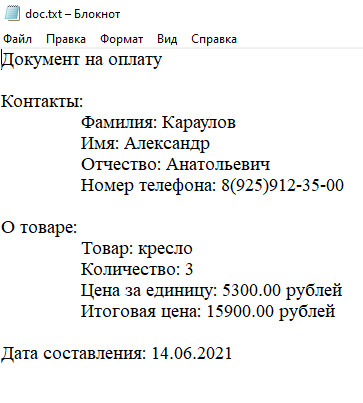 doc.txt – Блокнот
Файл Правка Формат Вид Справка
Документ на оплату
Контакты:
Фамилия: Караулов
Имя: Александр
Отчество: Анатольевич
Номер телефона: 8(925)912-35-00
О товаре:
Товар: кресло
Количество: 3
Цена за единицу: 5300.00 рублей
Итоговая цена: 15900.00 рублей
Дата составления: 14.06.2021